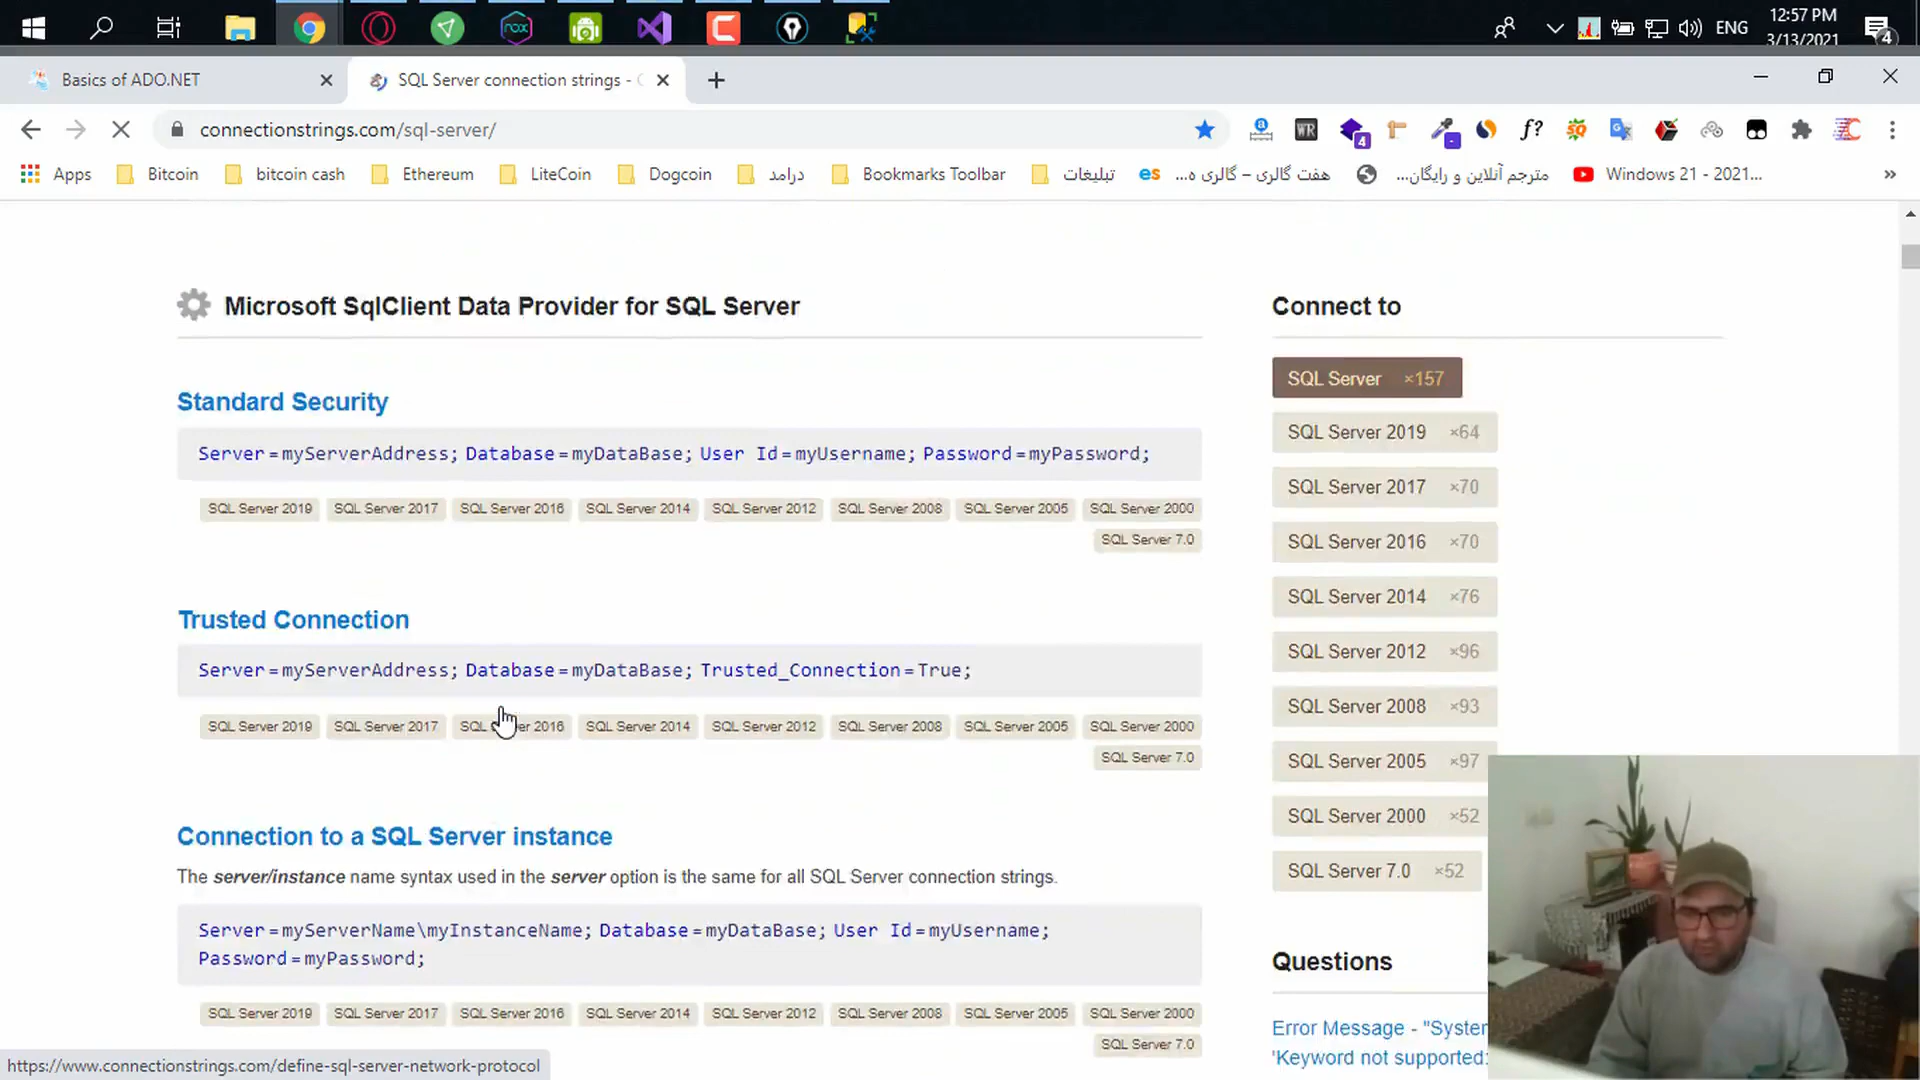 ENG
12:57 PM
3/13/2021
4
Basics of ADO.NET
SQL Server connection strings -
connectionstrings.com/sql-server/
Apps
Bitcoin
bitcoin cash
Ethereum
LiteCoin
Dogcoin
درامد
Bookmarks Toolbar
تبلیغات
هفت گالری – گالری ه...
مترجم آنلاین و رایگان...
Windows 21 - 2021...
Microsoft SqlClient Data Provider for SQL Server
Standard Security
Server=myServerAddress; Database=myDataBase; User Id=myUsername; Password=myPassword;
SQL Server 2019 SQL Server 2017 SQL Server 2016 SQL Server 2014 SQL Server 2012 SQL Server 2008 SQL Server 2005 SQL Server 2000
SQL Server 7.0
Trusted Connection
Server=myServerAddress; Database=myDataBase; Trusted_Connection=True;
SQL Server 2019 SQL Server 2017 SQL Server 2016 SQL Server 2014 SQL Server 2012 SQL Server 2008 SQL Server 2005 SQL Server 2000
SQL Server 7.0
Connection to a SQL Server instance
The server/instance name syntax used in the server option is the same for all SQL Server connection strings.
Server=myServerName\myInstanceName; Database=myDataBase; User Id=myUsername;
Password=myPassword;
SQL Server 2019 SQL Server 2017 SQL Server 2016 SQL Server 2014 SQL Server 2012 SQL Server 2008 SQL Server 2005 SQL Server 2000
SQL Server 7.0
Connect to
SQL Server ×157
SQL Server 2019 ×64
SQL Server 2017 ×70
SQL Server 2016 ×70
SQL Server 2014 ×76
SQL Server 2012 ×96
SQL Server 2008 ×93
SQL Server 2005 ×97
SQL Server 2000 ×52
SQL Server 7.0 ×52
Questions
Error Message - "System
'Keyword not supported:
https://www.connectionstrings.com/define-sql-server-network-protocol